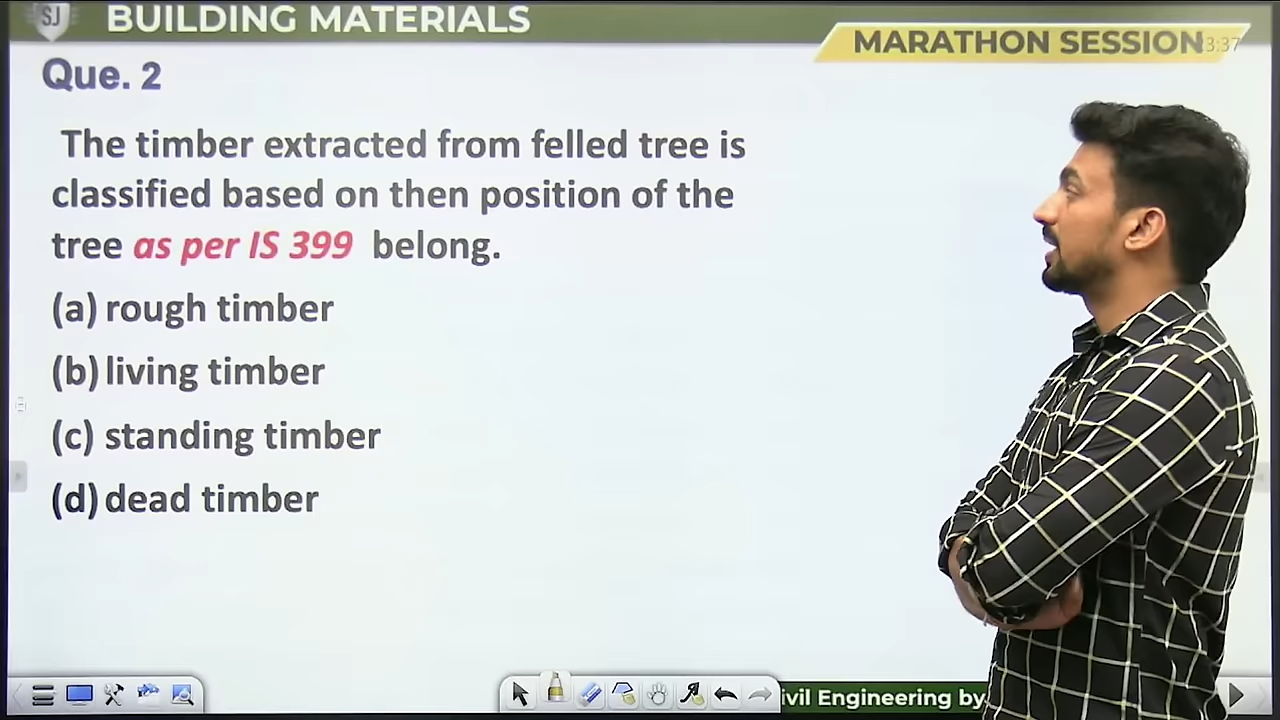 SJ
BUILDING MATERIALS
MARATHON SESSION
3:37
Que. 2
The timber extracted from felled tree is
classified based on then position of the
tree as per IS 399 belong.
(a) rough timber
(b) living timber
(c) standing timber
(d) dead timber
ivil Engineering by